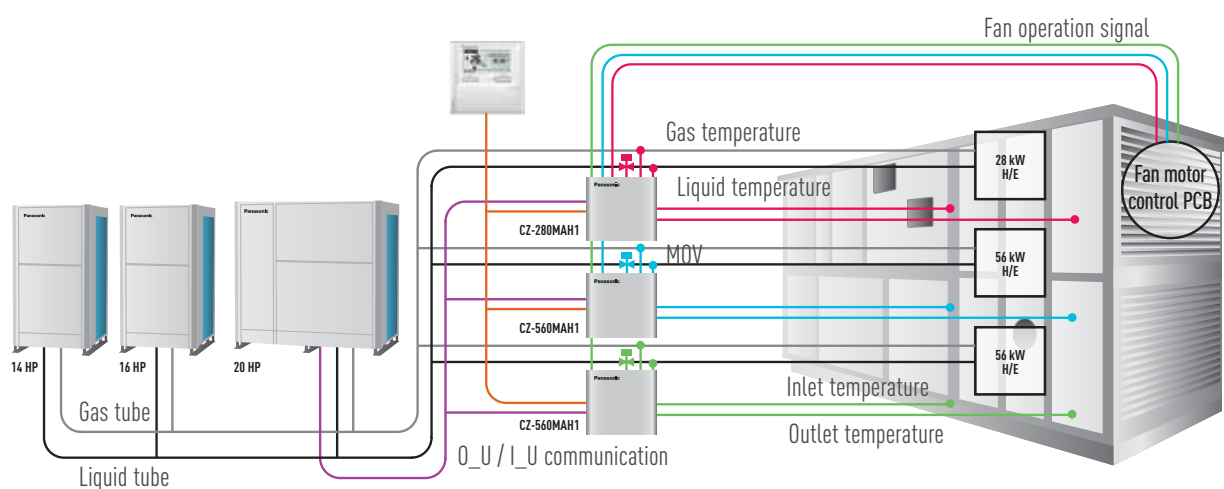 Fan operation signal
Gas temperature
28 kW
H/E
Fan motor
control PCB
Panasonic
Liquid temperature
Panasonic
Panasonic
Panasonic
CZ-280MAH1
MOV
56 kW
H/E
Panasonic
CZ-560MAH1
56 kW
H/E
14 HP
16 HP
20 HP
Panasonic
Inlet temperature
Gas tube
CZ-560MAH1
Outlet temperature
O_U / I_U communication
Liquid tube